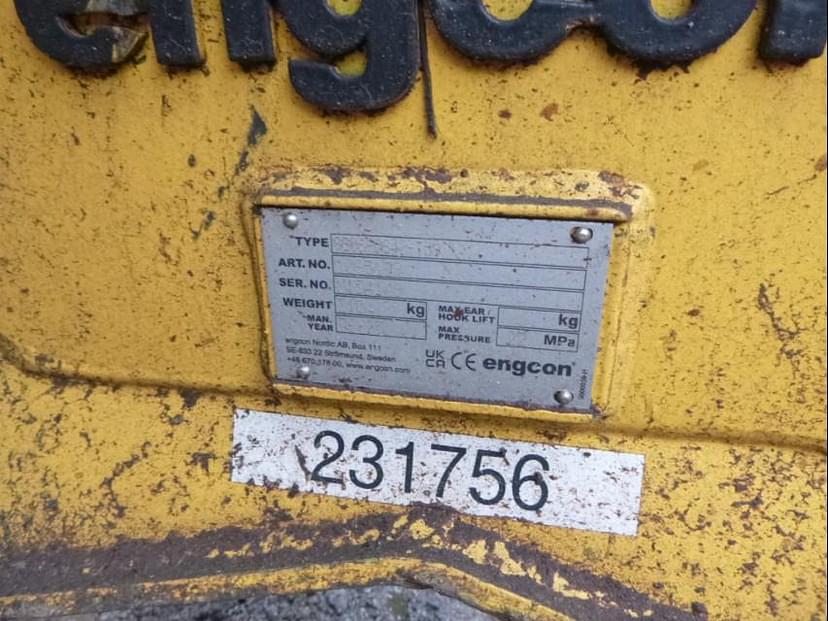 engcon
TYPE
ART. NO.
SER. NO.
WEIGHT kg MAX EAR / HOOK LIFT kg
MAN. YEAR MAX PRESSURE MPa
engcon Nordic AB, Box 111
SE-833 22 Strömsund, Sweden
+46 670 178 00, www.engcon.com
UK CA CE engcon
231756